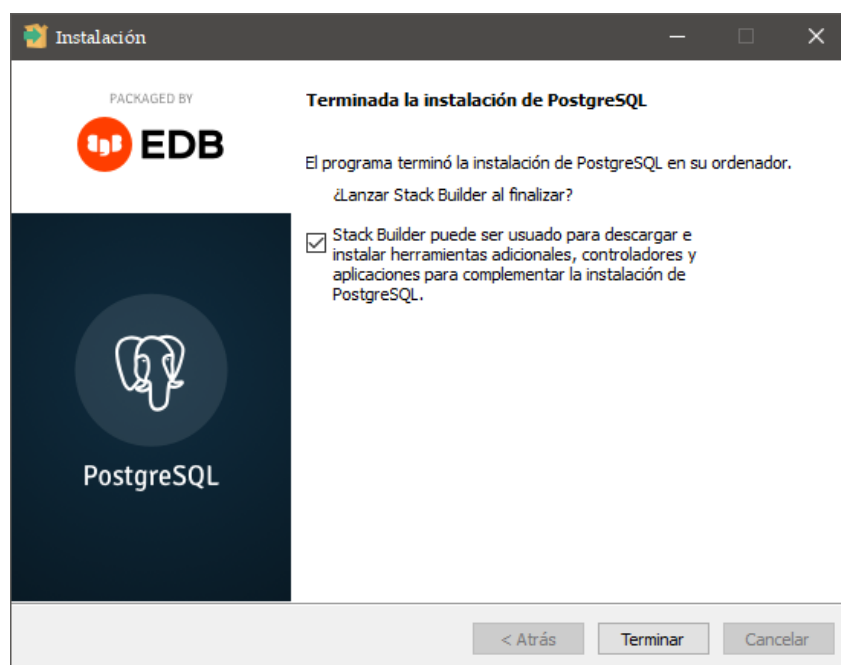 Instalación
PACKAGED BY
EDB
PostgreSQL
Terminada la instalación de PostgreSQL
El programa terminó la instalación de PostgreSQL en su ordenador.
¿Lanzar Stack Builder al finalizar?
Stack Builder puede ser usado para descargar e
instalar herramientas adicionales, controladores y
aplicaciones para complementar la instalación de
PostgreSQL.
< Atrás
Terminar
Cancelar